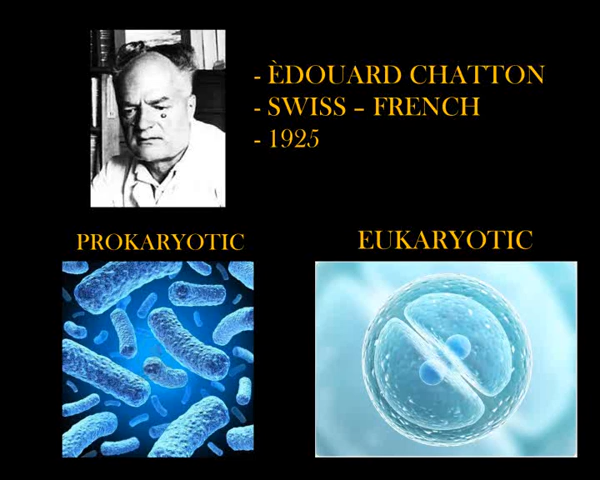 - ÈDOUARD CHATTON
- SWISS – FRENCH
- 1925
PROKARYOTIC
EUKARYOTIC